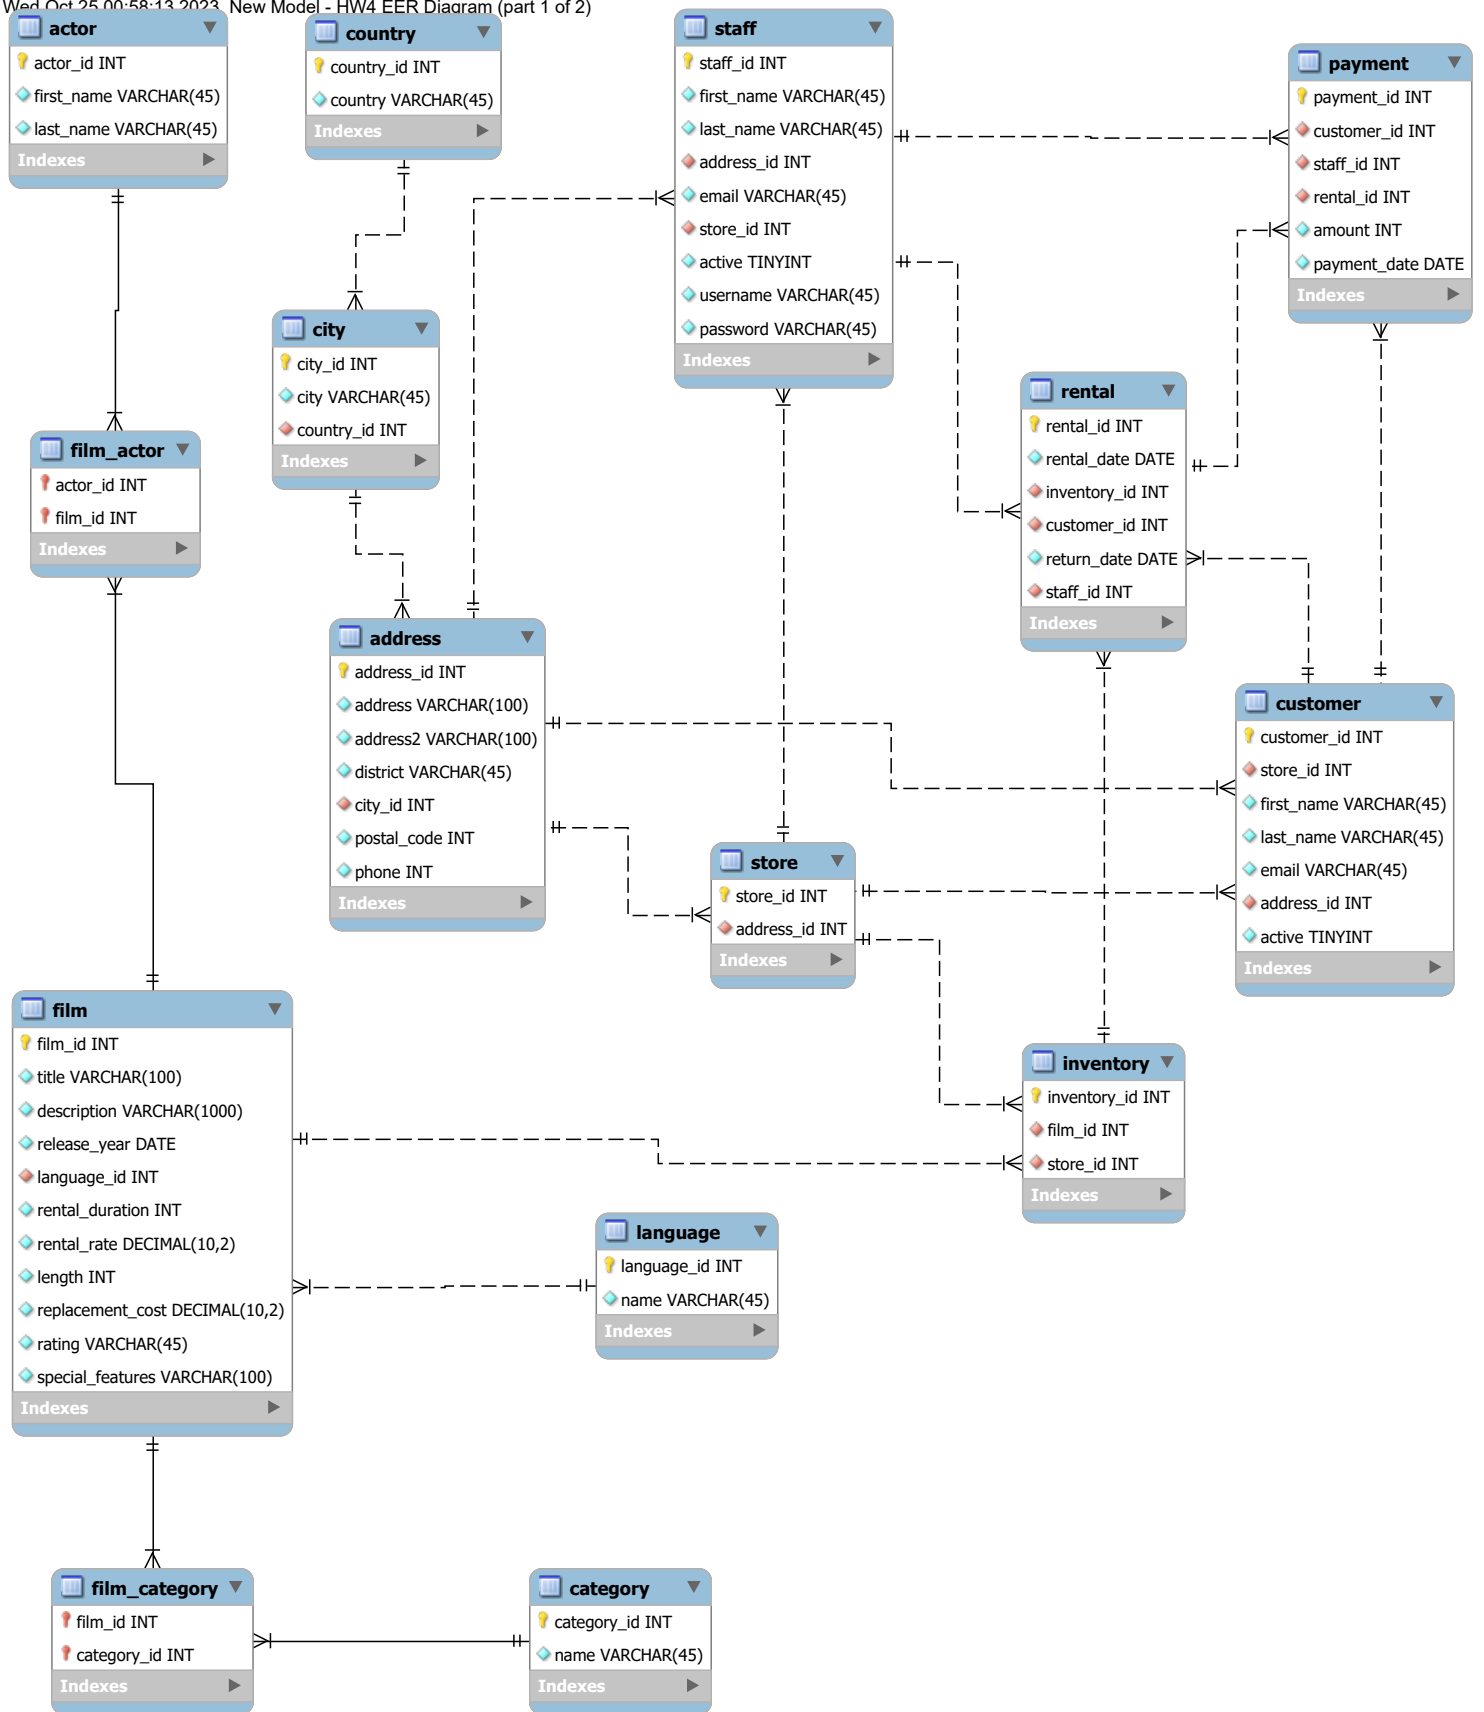 Wed Oct 25 00:58:13 2023, New Model - HW4 EER Diagram (part 1 of 2)
actor
actor_id INT
first_name VARCHAR(45)
last_name VARCHAR(45)
Indexes
country
country_id INT
country VARCHAR(45)
Indexes
staff
staff_id INT
first_name VARCHAR(45)
last_name VARCHAR(45)
address_id INT
email VARCHAR(45)
store_id INT
active TINYINT
username VARCHAR(45)
password VARCHAR(45)
Indexes
payment
payment_id INT
customer_id INT
staff_id INT
rental_id INT
amount INT
payment_date DATE
Indexes
city
city_id INT
city VARCHAR(45)
country_id INT
Indexes
rental
rental_id INT
rental_date DATE
inventory_id INT
customer_id INT
return_date DATE
staff_id INT
Indexes
film_actor
actor_id INT
film_id INT
Indexes
address
address_id INT
address VARCHAR(100)
address2 VARCHAR(100)
district VARCHAR(45)
city_id INT
postal_code INT
phone INT
Indexes
customer
customer_id INT
store_id INT
first_name VARCHAR(45)
last_name VARCHAR(45)
email VARCHAR(45)
address_id INT
active TINYINT
Indexes
store
store_id INT
address_id INT
Indexes
film
film_id INT
title VARCHAR(100)
description VARCHAR(1000)
release_year DATE
language_id INT
rental_duration INT
rental_rate DECIMAL(10,2)
length INT
replacement_cost DECIMAL(10,2)
rating VARCHAR(45)
special_features VARCHAR(100)
Indexes
inventory
inventory_id INT
film_id INT
store_id INT
Indexes
language
language_id INT
name VARCHAR(45)
Indexes
film_category
film_id INT
category_id INT
Indexes
category
category_id INT
name VARCHAR(45)
Indexes